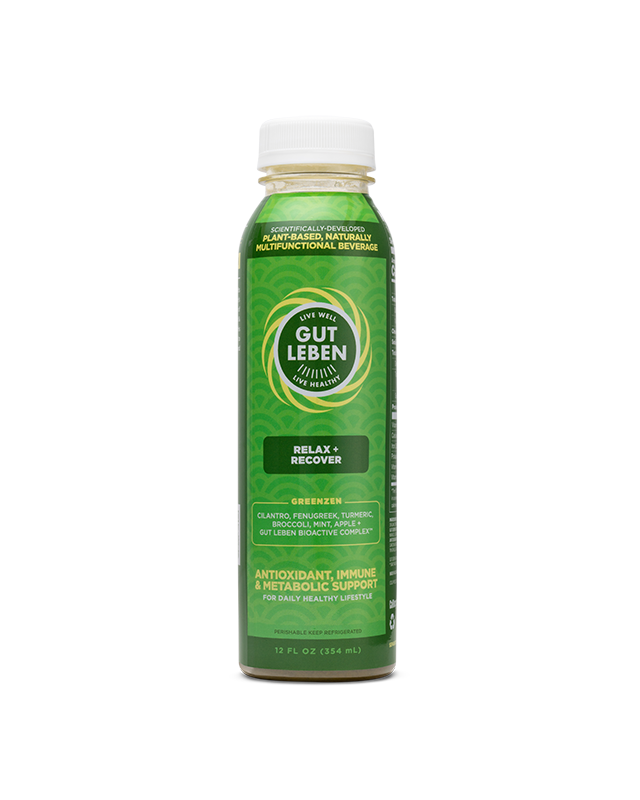 SCIENTIFICALLY-DEVELOPED
PLANT-BASED, NATURALLY
MULTIFUNCTIONAL BEVERAGE
LIVE WELL
GUT
LEBEN
LIVE HEALTHY
RELAX +
RECOVER
GREENZEN
CILANTRO, FENUGREEK, TURMERIC,
BROCCOLI, MINT, APPLE +
GUT LEBEN BIOACTIVE COMPLEX™
ANTIOXIDANT, IMMUNE
& METABOLIC SUPPORT
FOR DAILY HEALTHY LIFESTYLE
PERISHABLE KEEP REFRIGERATED
12 FL OZ (354 mL)